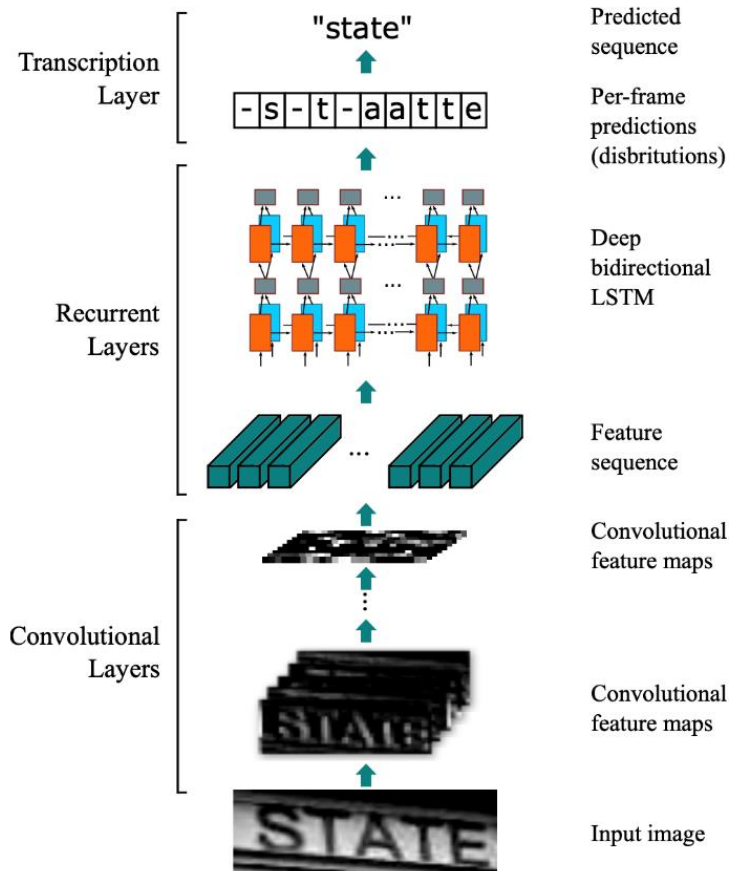 "state"
Predicted
sequence
Transcription
Layer
-s-t-aatte
Per-frame
predictions
(disbritutions)
...
Deep
bidirectional
LSTM
Recurrent
Layers
Feature
sequence
...
Convolutional
feature maps
Convolutional
Layers
STATE
Convolutional
feature maps
STATE
Input image